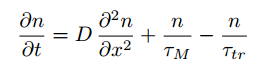 ∂n/∂t = D ∂²n/∂x² + n/τ_M − n/τ_tr